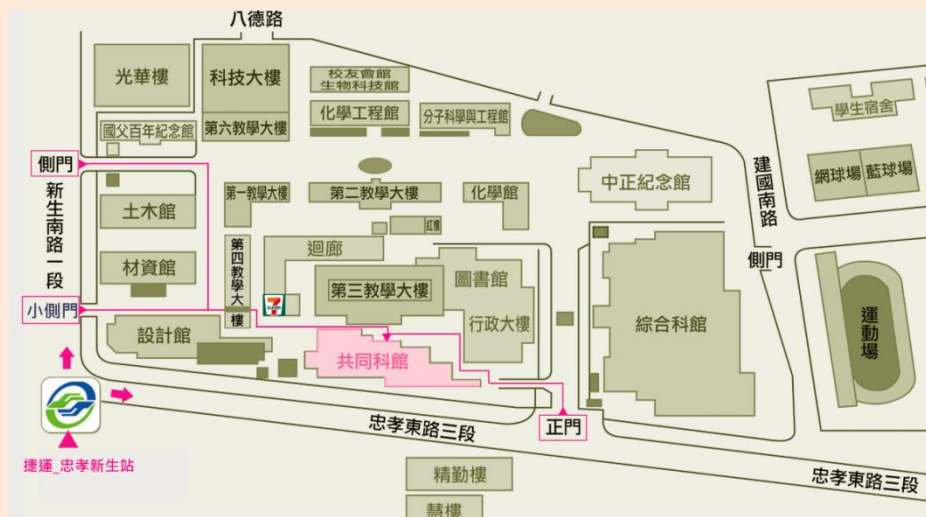 八德路
光華樓
科技大樓
校友會館
生物科技館
化學工程館
分子科學與工程館
第六教學大樓
國父百年紀念館
學生宿舍
側門
新生南路一段
土木館
材資館
第一教學大樓
第二教學大樓
化學館
中正紀念館
建國南路
網球場
藍球場
紅樓
第四教學大樓
迴廊
圖書館
第三教學大樓
行政大樓
側門
小側門
7
ELEVEN
設計館
共同科館
綜合科館
運動場
正門
忠孝東路三段
捷運_忠孝新生站
忠孝東路三段
精勤樓
慧樓